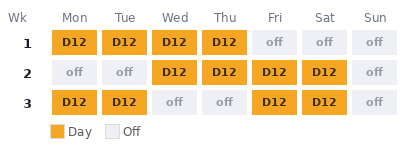 Wk Mon Tue Wed Thu Fri Sat Sun
1 D12 D12 D12 D12 off off off
2 off off D12 D12 D12 D12 off
3 D12 D12 off off D12 D12 off
Day Off